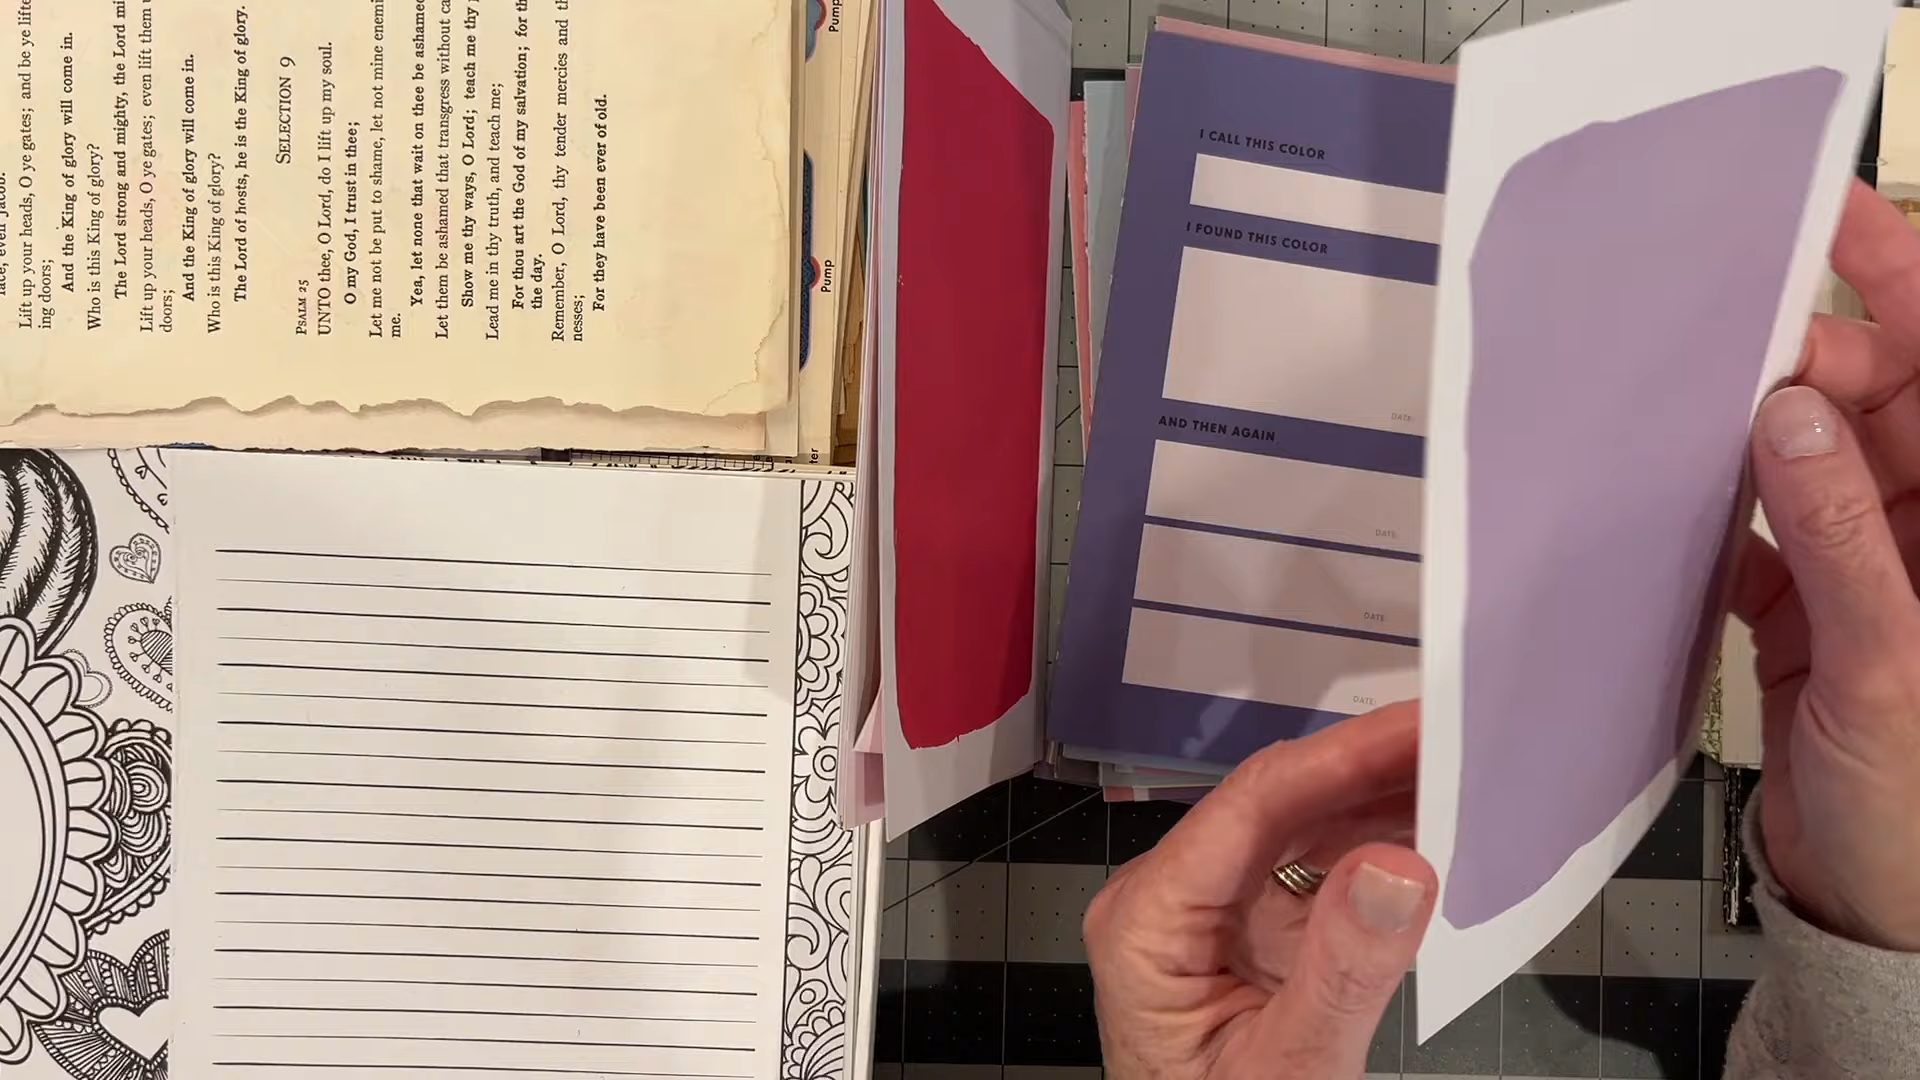 Lift up your heads, O ye gates; and be ye
ing doors;
And the King of glory will come in.
Who is this King of glory?
The Lord strong and mighty, the Lord
Lift up your heads, O ye gates; even lift them
doors;
And the King of glory will come in.
Who is this King of glory?
The Lord of hosts, he is the King of glory.
SELECTION 9
PSALM 25
UNTO thee, O Lord, do I lift up my soul.
O my God, I trust in thee;
Let me not be put to shame, let not mine
me.
Yea, let none that wait on thee be ashamed
Let them be ashamed that transgress without
Show me thy ways, O Lord; teach me thy
Lead me in thy truth, and teach me;
For thou art the God of my salvation; for
the day.
Remember, O Lord, thy tender mercies and
nesses;
For they have been ever of old.
Pump
Pump
I CALL THIS COLOR
I FOUND THIS COLOR
DATE:
AND THEN AGAIN
DATE:
DATE:
DATE: